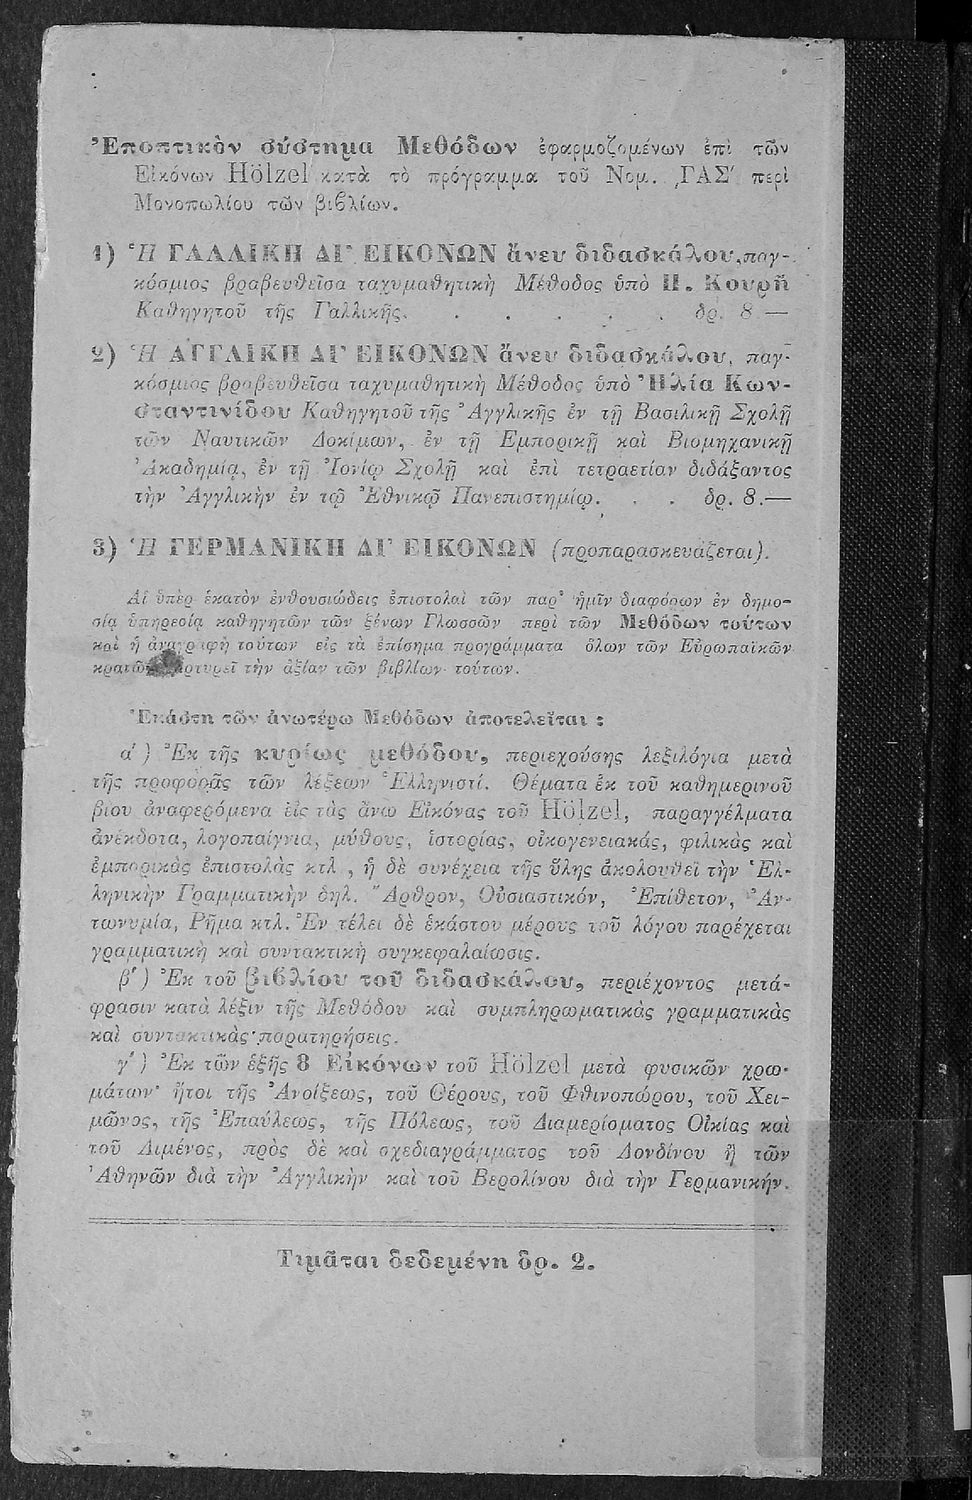 Ἐποπτικὸν σύστημα Μεθόδων ἐφαρμοζομένων ἐπὶ τῶν
Εἰκόνων Hölzel κατὰ τὸ πρόγραμμα τοῦ Νομ. ͵ΓΑΣ′ περὶ
Μονοπωλίου τῶν βιβλίων.
1) Ἡ ΓΑΛΛΙΚΗ ΔΙ' ΕΙΚΟΝΩΝ ἄνευ διδασκάλου, παγ-
κόσμιος βραβευθεῖσα ταχυμαθητικὴ Μέθοδος ὑπὸ Π. Κουρῆ
Καθηγητοῦ τῆς Γαλλικῆς. . . . . . δρ. 8.—
2) Ἡ ΑΓΓΛΙΚΗ ΔΙ' ΕΙΚΟΝΩΝ ἄνευ διδασκάλου, παγ-
κόσμιος βραβευθεῖσα ταχυμαθητικὴ Μέθοδος ὑπὸ Ἠλία Κων-
σταντινίδου Καθηγητοῦ τῆς Ἀγγλικῆς ἐν τῇ Βασιλικῇ Σχολῇ
τῶν Ναυτικῶν Δοκίμων, ἐν τῇ Ἐμπορικῇ καὶ Βιομηχανικῇ
Ἀκαδημίᾳ, ἐν τῇ Ἰονίῳ Σχολῇ καὶ ἐπὶ τετραετίαν διδάξαντος
τὴν Ἀγγλικὴν ἐν τῷ Ἐθνικῷ Πανεπιστημίῳ. . . δρ. 8.—
3) Ἡ ΓΕΡΜΑΝΙΚΗ ΔΙ' ΕΙΚΟΝΩΝ (προπαρασκευάζεται).
Αἱ ὑπὲρ ἑκατὸν ἐνθουσιώδεις ἐπιστολαὶ τῶν παρ' ἡμῖν διαφόρων ἐν δημο-
σίᾳ ὑπηρεσίᾳ καθηγητῶν τῶν ξένων Γλωσσῶν περὶ τῶν Μεθόδων τούτων
καὶ ἡ ἀναγραφὴ τούτων εἰς τὰ ἐπίσημα προγράμματα ὅλων τῶν Εὐρωπαϊκῶν
κρατῶν μαρτυρεῖ τὴν ἀξίαν τῶν βιβλίων τούτων.
Ἑκάστη τῶν ἀνωτέρω Μεθόδων ἀποτελεῖται :
α′) Ἐκ τῆς κυρίως μεθόδου, περιεχούσης λεξιλόγια μετὰ
τῆς προφορᾶς τῶν λέξεων Ἑλληνιστί. Θέματα ἐκ τοῦ καθημερινοῦ
βίου ἀναφερόμενα εἰς τὰς ἄνω Εἰκόνας τοῦ Hölzel, παραγγέλματα
ἀνέκδοτα, λογοπαίγνια, μύθους, ἱστορίας, οἰκογενειακάς, φιλικὰς καὶ
ἐμπορικὰς ἐπιστολὰς κτλ , ἡ δὲ συνέχεια τῆς ὕλης ἀκολουθεῖ τὴν Ἑλ-
ληνικὴν Γραμματικὴν δηλ. Ἄρθρον, Οὐσιαστικόν, Ἐπίθετον, Ἀν-
τωνυμία, Ρῆμα κτλ. Ἐν τέλει δὲ ἑκάστου μέρους τοῦ λόγου παρέχεται
γραμματικὴ καὶ συντακτικὴ συγκεφαλαίωσις.
β′) Ἐκ τοῦ βιβλίου τοῦ διδασκάλου, περιέχοντος μετά-
φρασιν κατὰ λέξιν τῆς Μεθόδου καὶ συμπληρωματικὰς γραμματικὰς
καὶ συντακτικὰς παρατηρήσεις.
γ′) Ἐκ τῶν ἑξῆς 8 Εἰκόνων τοῦ Hölzel μετὰ φυσικῶν χρω-
μάτων· ἤτοι τῆς Ἀνοίξεως, τοῦ Θέρους, τοῦ Φθινοπώρου, τοῦ Χει-
μῶνος, τῆς Ἐπαύλεως, τῆς Πόλεως, τοῦ Διαμερίσματος Οἰκίας καὶ
τοῦ Λιμένος, πρὸς δὲ καὶ σχεδιαγράμματος τοῦ Λονδίνου ἢ τῶν
Ἀθηνῶν διὰ τὴν Ἀγγλικὴν καὶ τοῦ Βερολίνου διὰ τὴν Γερμανικήν.
Τιμᾶται δεδεμένη δρ. 2.